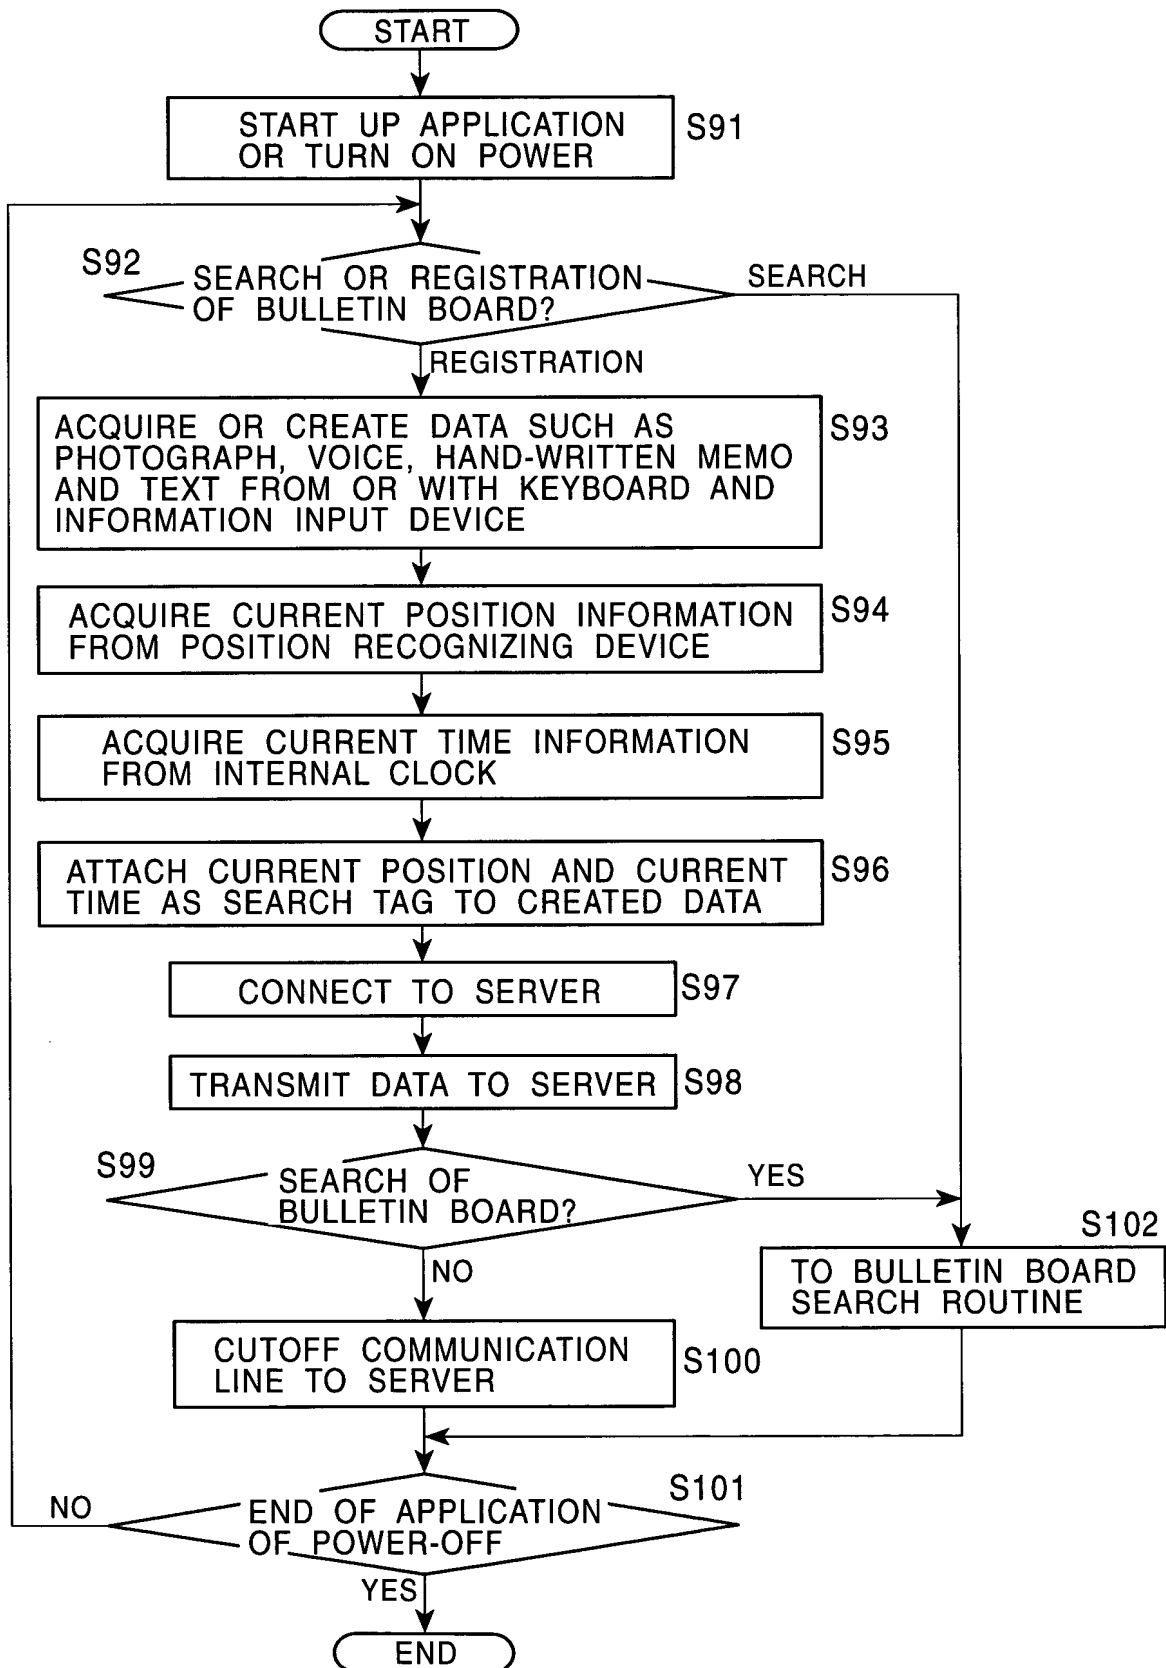 START
START UP APPLICATION
OR TURN ON POWER
S91
S92
SEARCH OR REGISTRATION
OF BULLETIN BOARD?
SEARCH
REGISTRATION
ACQUIRE OR CREATE DATA SUCH AS
PHOTOGRAPH, VOICE, HAND-WRITTEN MEMO
AND TEXT FROM OR WITH KEYBOARD AND
INFORMATION INPUT DEVICE
S93
ACQUIRE CURRENT POSITION INFORMATION
FROM POSITION RECOGNIZING DEVICE
S94
ACQUIRE CURRENT TIME INFORMATION
FROM INTERNAL CLOCK
S95
ATTACH CURRENT POSITION AND CURRENT
TIME AS SEARCH TAG TO CREATED DATA
S96
CONNECT TO SERVER
S97
TRANSMIT DATA TO SERVER
S98
S99
SEARCH OF
BULLETIN BOARD?
YES
NO
S102
TO BULLETIN BOARD
SEARCH ROUTINE
CUTOFF COMMUNICATION
LINE TO SERVER
S100
S101
END OF APPLICATION
OF POWER-OFF
NO
YES
END